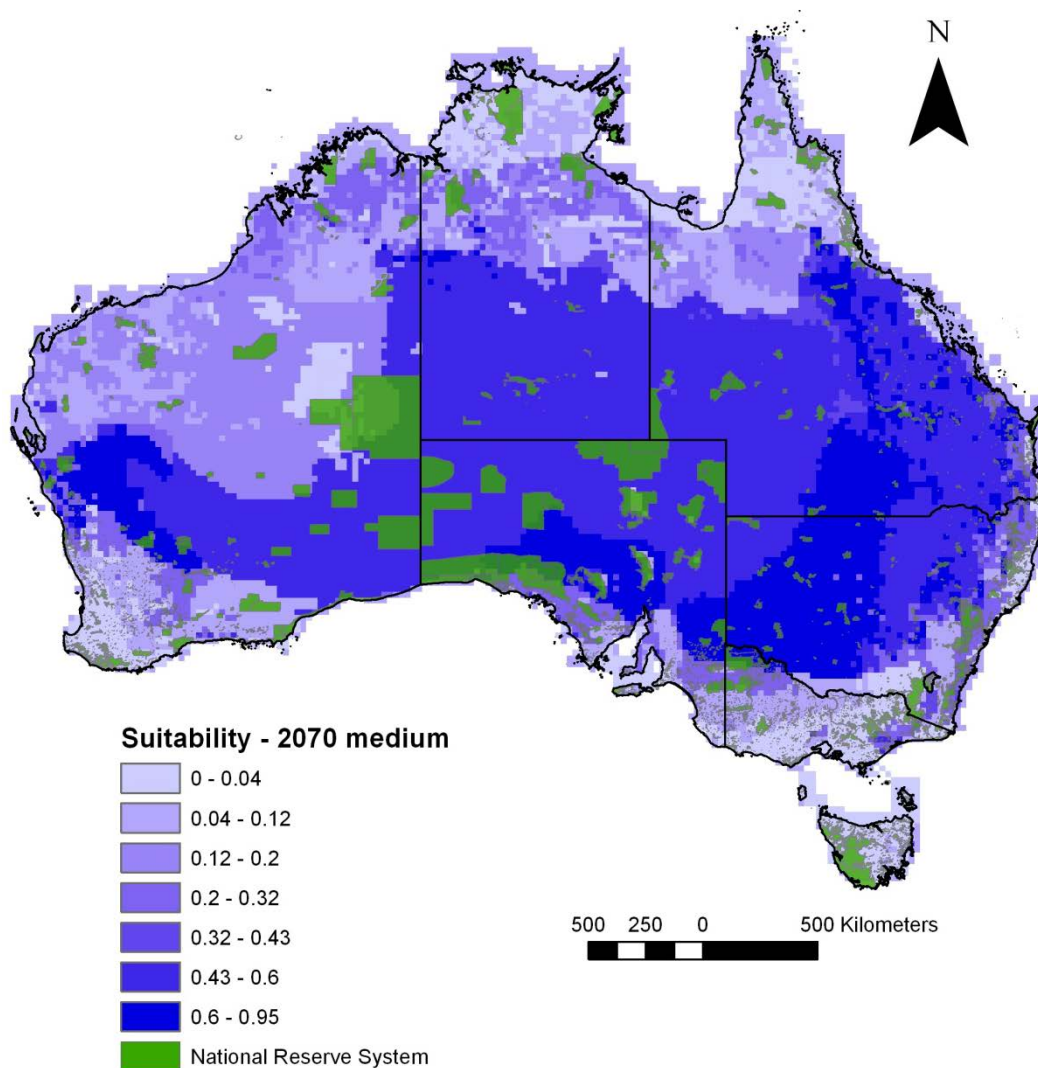 N
Suitability - 2070 medium
0 - 0.04
0.04 - 0.12
0.12 - 0.2
0.2 - 0.32
0.32 - 0.43
0.43 - 0.6
0.6 - 0.95
National Reserve System
500 250 0 500 Kilometers